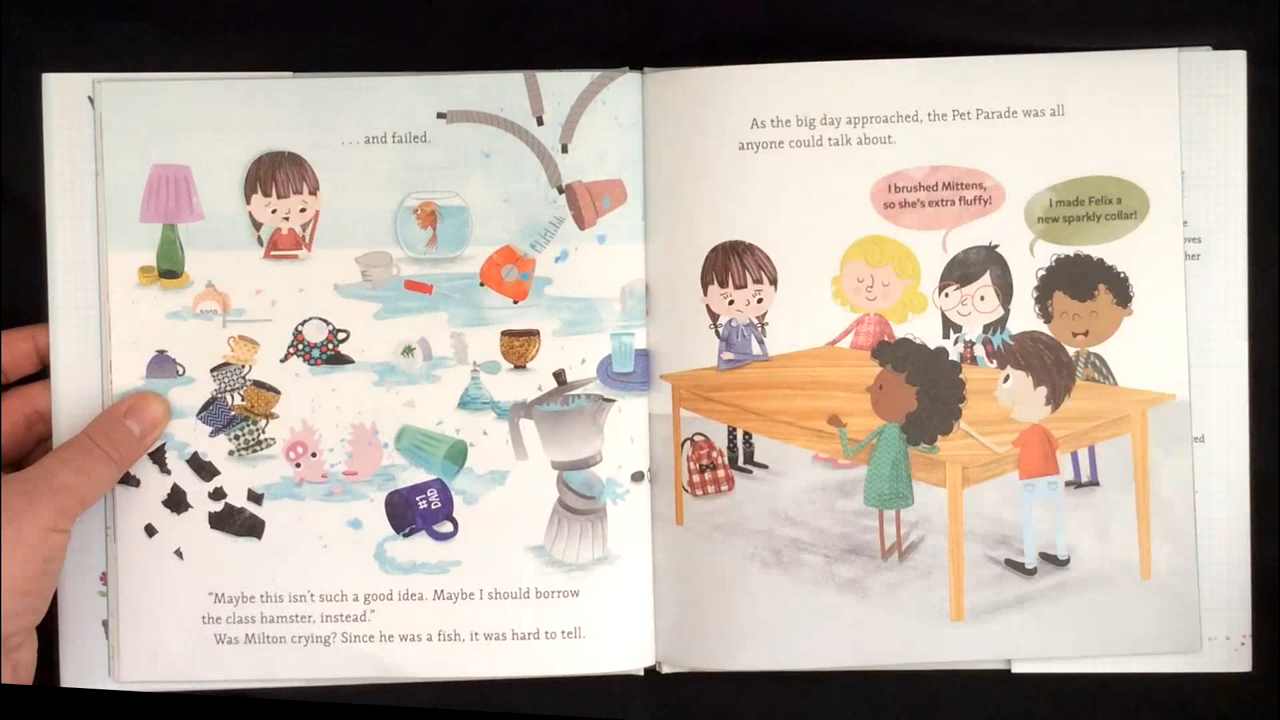 . . . and failed.
SOOD
#1
DAD
"Maybe this isn't such a good idea. Maybe I should borrow
the class hamster, instead."
Was Milton crying? Since he was a fish, it was hard to tell.
As the big day approached, the Pet Parade was all
anyone could talk about.
I brushed Mittens,
so she's extra fluffy!
I made Felix a
new sparkly collar!
her